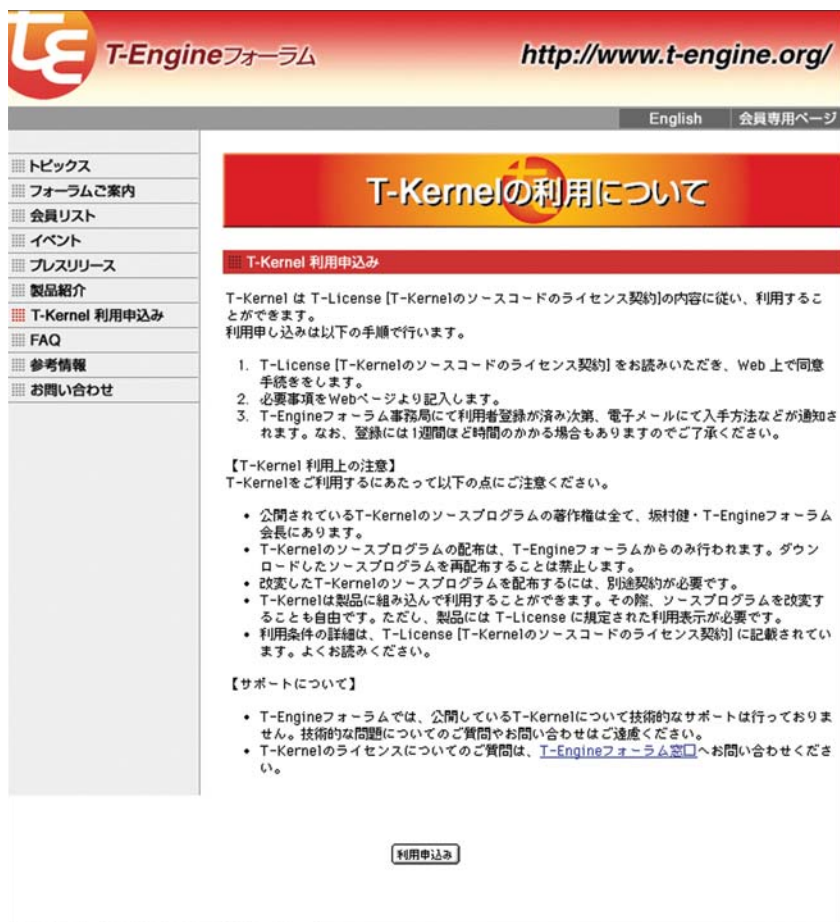 T-Engineフォーラム
http://www.t-engine.org/
English
会員専用ページ
トピックス
フォーラムご案内
会員リスト
イベント
プレスリリース
製品紹介
T-Kernel 利用申込み
FAQ
参考情報
お問い合わせ
T-Kernelの利用について
T-Kernel 利用申込み
T-Kernel は T-License [T-Kernelのソースコードのライセンス契約]の内容に従い、利用するこ
とができます。
利用申し込みは以下の手順で行います。
1. T-License [T-Kernelのソースコードのライセンス契約] をお読みいただき、Web 上で同意
手続きをします。
2. 必要事項をWebページより記入します。
3. T-Engineフォーラム事務局にて利用者登録が済み次第、電子メールにて入手方法などが通知さ
れます。なお、登録には1週間ほど時間のかかる場合もありますのでご了承ください。
【T-Kernel 利用上の注意】
T-Kernelをご利用するにあたって以下の点にご注意ください。
• 公開されているT-Kernelのソースプログラムの著作権は全て、坂村健・T-Engineフォーラム
会長にあります。
• T-Kernelのソースプログラムの配布は、T-Engineフォーラムからのみ行われます。ダウン
ロードしたソースプログラムを再配布することは禁止します。
• 改変したT-Kernelのソースプログラムを配布するには、別途契約が必要です。
• T-Kernelは製品に組み込んで利用することができます。その際、ソースプログラムを改変す
ることも自由です。ただし、製品には T-License に規定された利用表示が必要です。
• 利用条件の詳細は、T-License [T-Kernelのソースコードのライセンス契約] に記載されてい
ます。よくお読みください。
【サポートについて】
• T-Engineフォーラムでは、公開しているT-Kernelについて技術的なサポートは行っておりま
せん。技術的な問題についてのご質問やお問い合わせはご遠慮ください。
• T-Kernelのライセンスについてのご質問は、T-Engineフォーラム窓口へお問い合わせくださ
い。
利用申込み